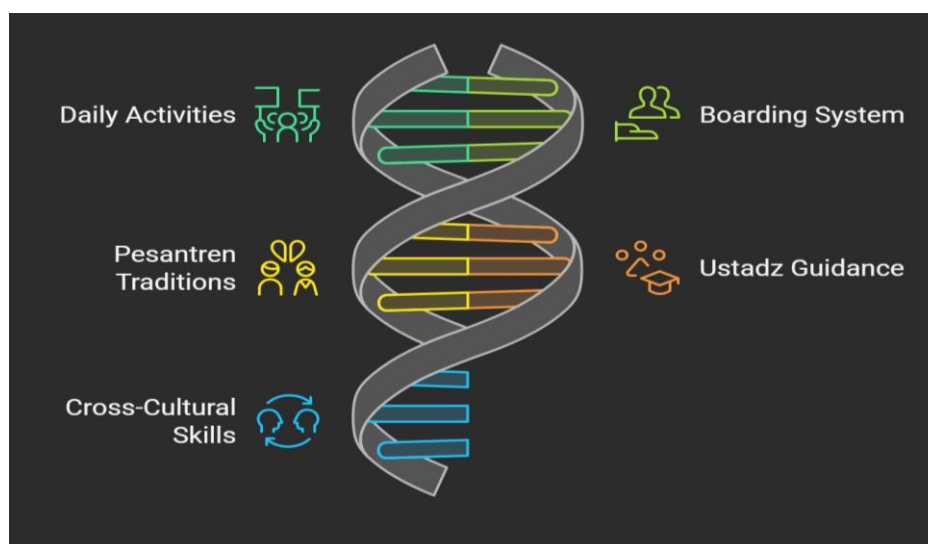 Daily Activities
Boarding System
Pesantren
Traditions
Ustadz Guidance
Cross-Cultural
Skills